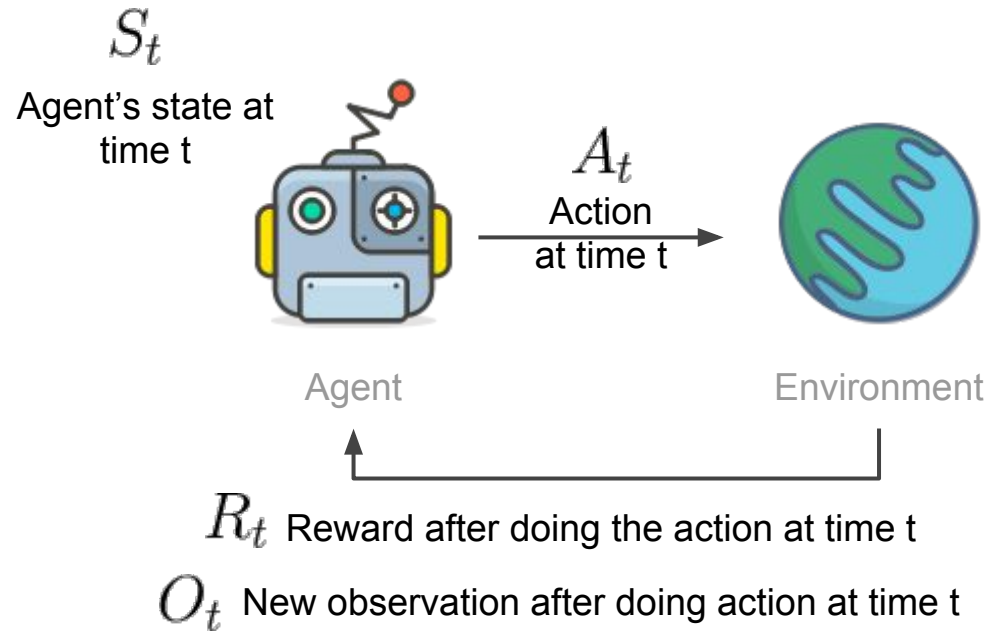 S_t
Agent's state at
time t
A_t
Action
at time t
Agent
Environment
R_t Reward after doing the action at time t
O_t New observation after doing action at time t